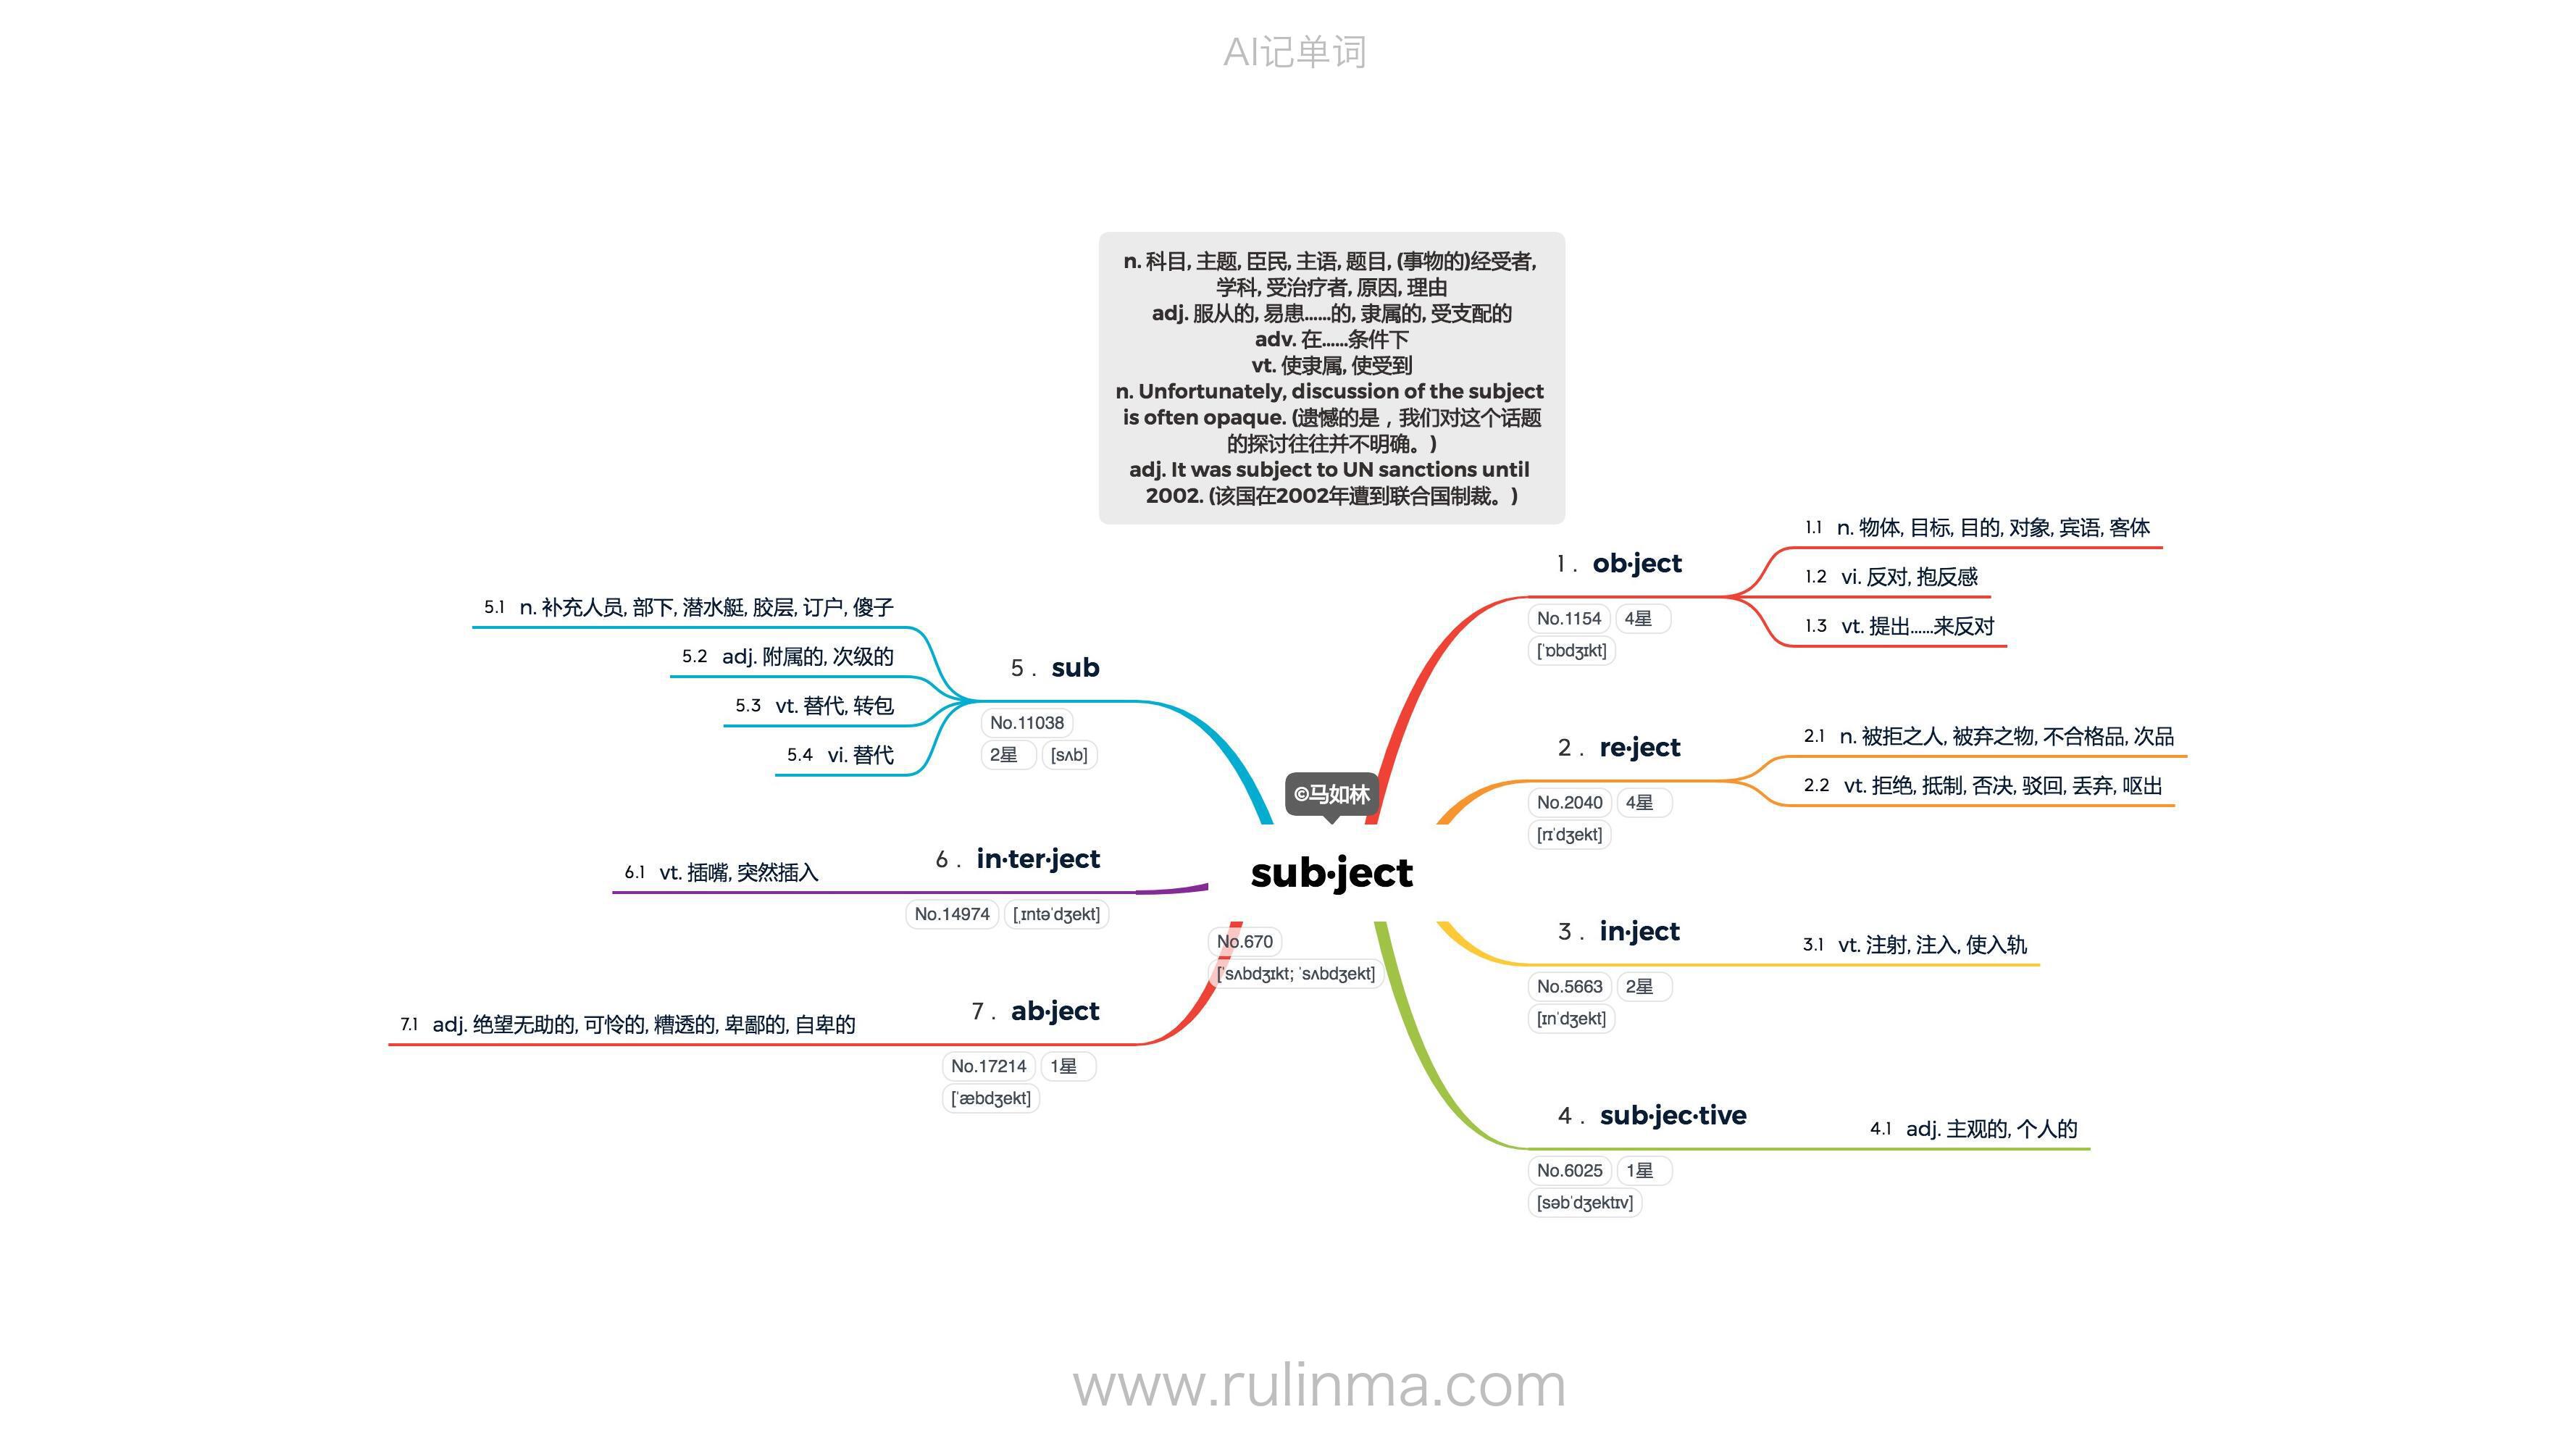 AI记单词
n. 科目, 主题, 臣民, 主语, 题目, (事物的)经受者,
学科, 受治疗者, 原因, 理由
adj. 服从的, 易患……的, 隶属的, 受支配的
adv. 在……条件下
vt. 使隶属, 使受到
n. Unfortunately, discussion of the subject
is often opaque. (遗憾的是，我们对这个话题
的探讨往往并不明确。)
adj. It was subject to UN sanctions until
2002. (该国在2002年遭到联合国制裁。)
©马如林
sub·ject
No.670
[ˈsʌbdʒɪkt; ˈsʌbdʒekt]
1 . ob·ject
No.1154 4星
[ˈɒbdʒɪkt]
1.1 n. 物体, 目标, 目的, 对象, 宾语, 客体
1.2 vi. 反对, 抱反感
1.3 vt. 提出……来反对
2 . re·ject
No.2040 4星
[rɪˈdʒekt]
2.1 n. 被拒之人, 被弃之物, 不合格品, 次品
2.2 vt. 拒绝, 抵制, 否决, 驳回, 丢弃, 呕出
3 . in·ject
No.5663 2星
[ɪnˈdʒekt]
3.1 vt. 注射, 注入, 使入轨
4 . sub·jec·tive
No.6025 1星
[səbˈdʒektɪv]
4.1 adj. 主观的, 个人的
5 . sub
No.11038
2星 [sʌb]
5.1 n. 补充人员, 部下, 潜水艇, 胶层, 订户, 傻子
5.2 adj. 附属的, 次级的
5.3 vt. 替代, 转包
5.4 vi. 替代
6 . in·ter·ject
No.14974 [ˌɪntəˈdʒekt]
6.1 vt. 插嘴, 突然插入
7 . ab·ject
No.17214 1星
[ˈæbdʒekt]
7.1 adj. 绝望无助的, 可怜的, 糟透的, 卑鄙的, 自卑的
www.rulinma.com